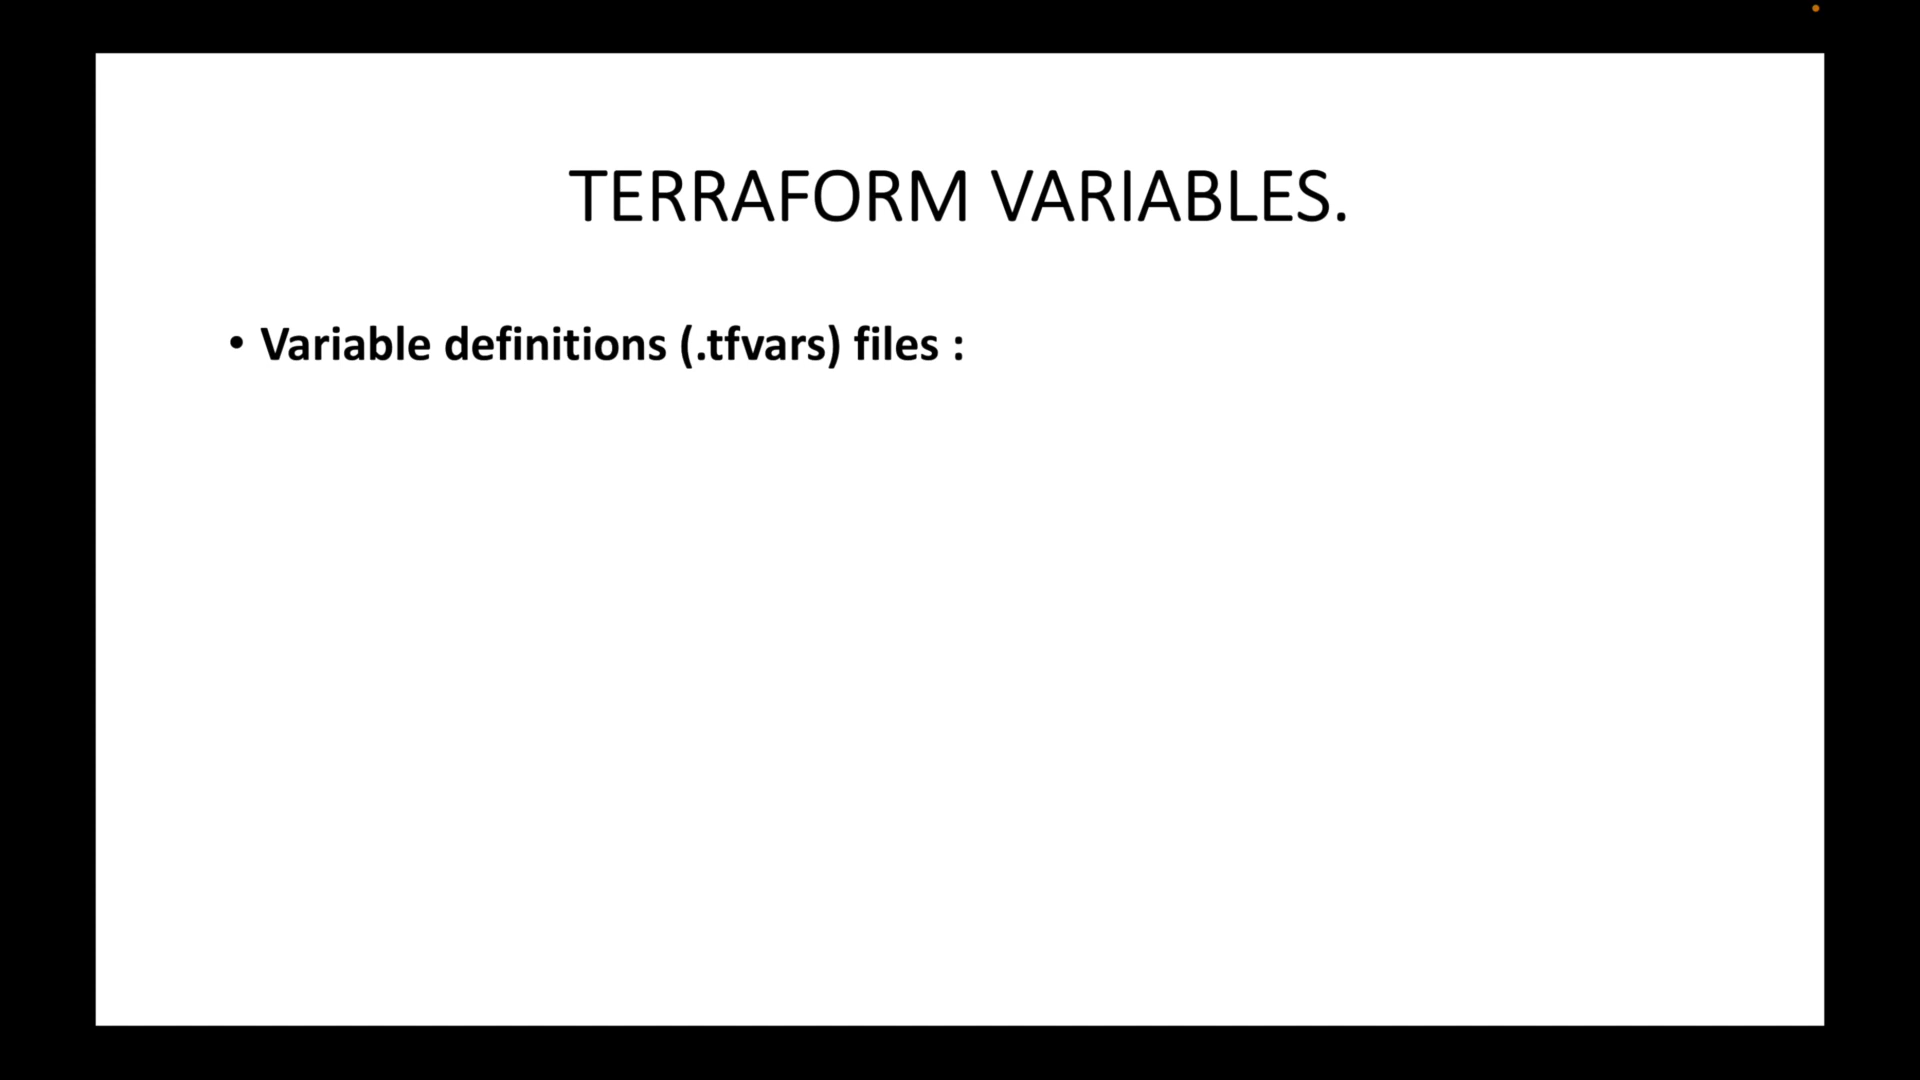 TERRAFORM VARIABLES.
• Variable definitions (.tfvars) files :